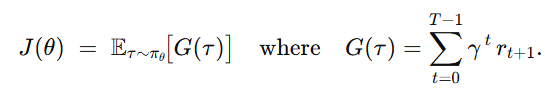 J(θ) = 𝔼_{τ∼π_θ}[G(τ)] where G(τ) = ∑_{t=0}^{T−1} γ^t r_{t+1}.